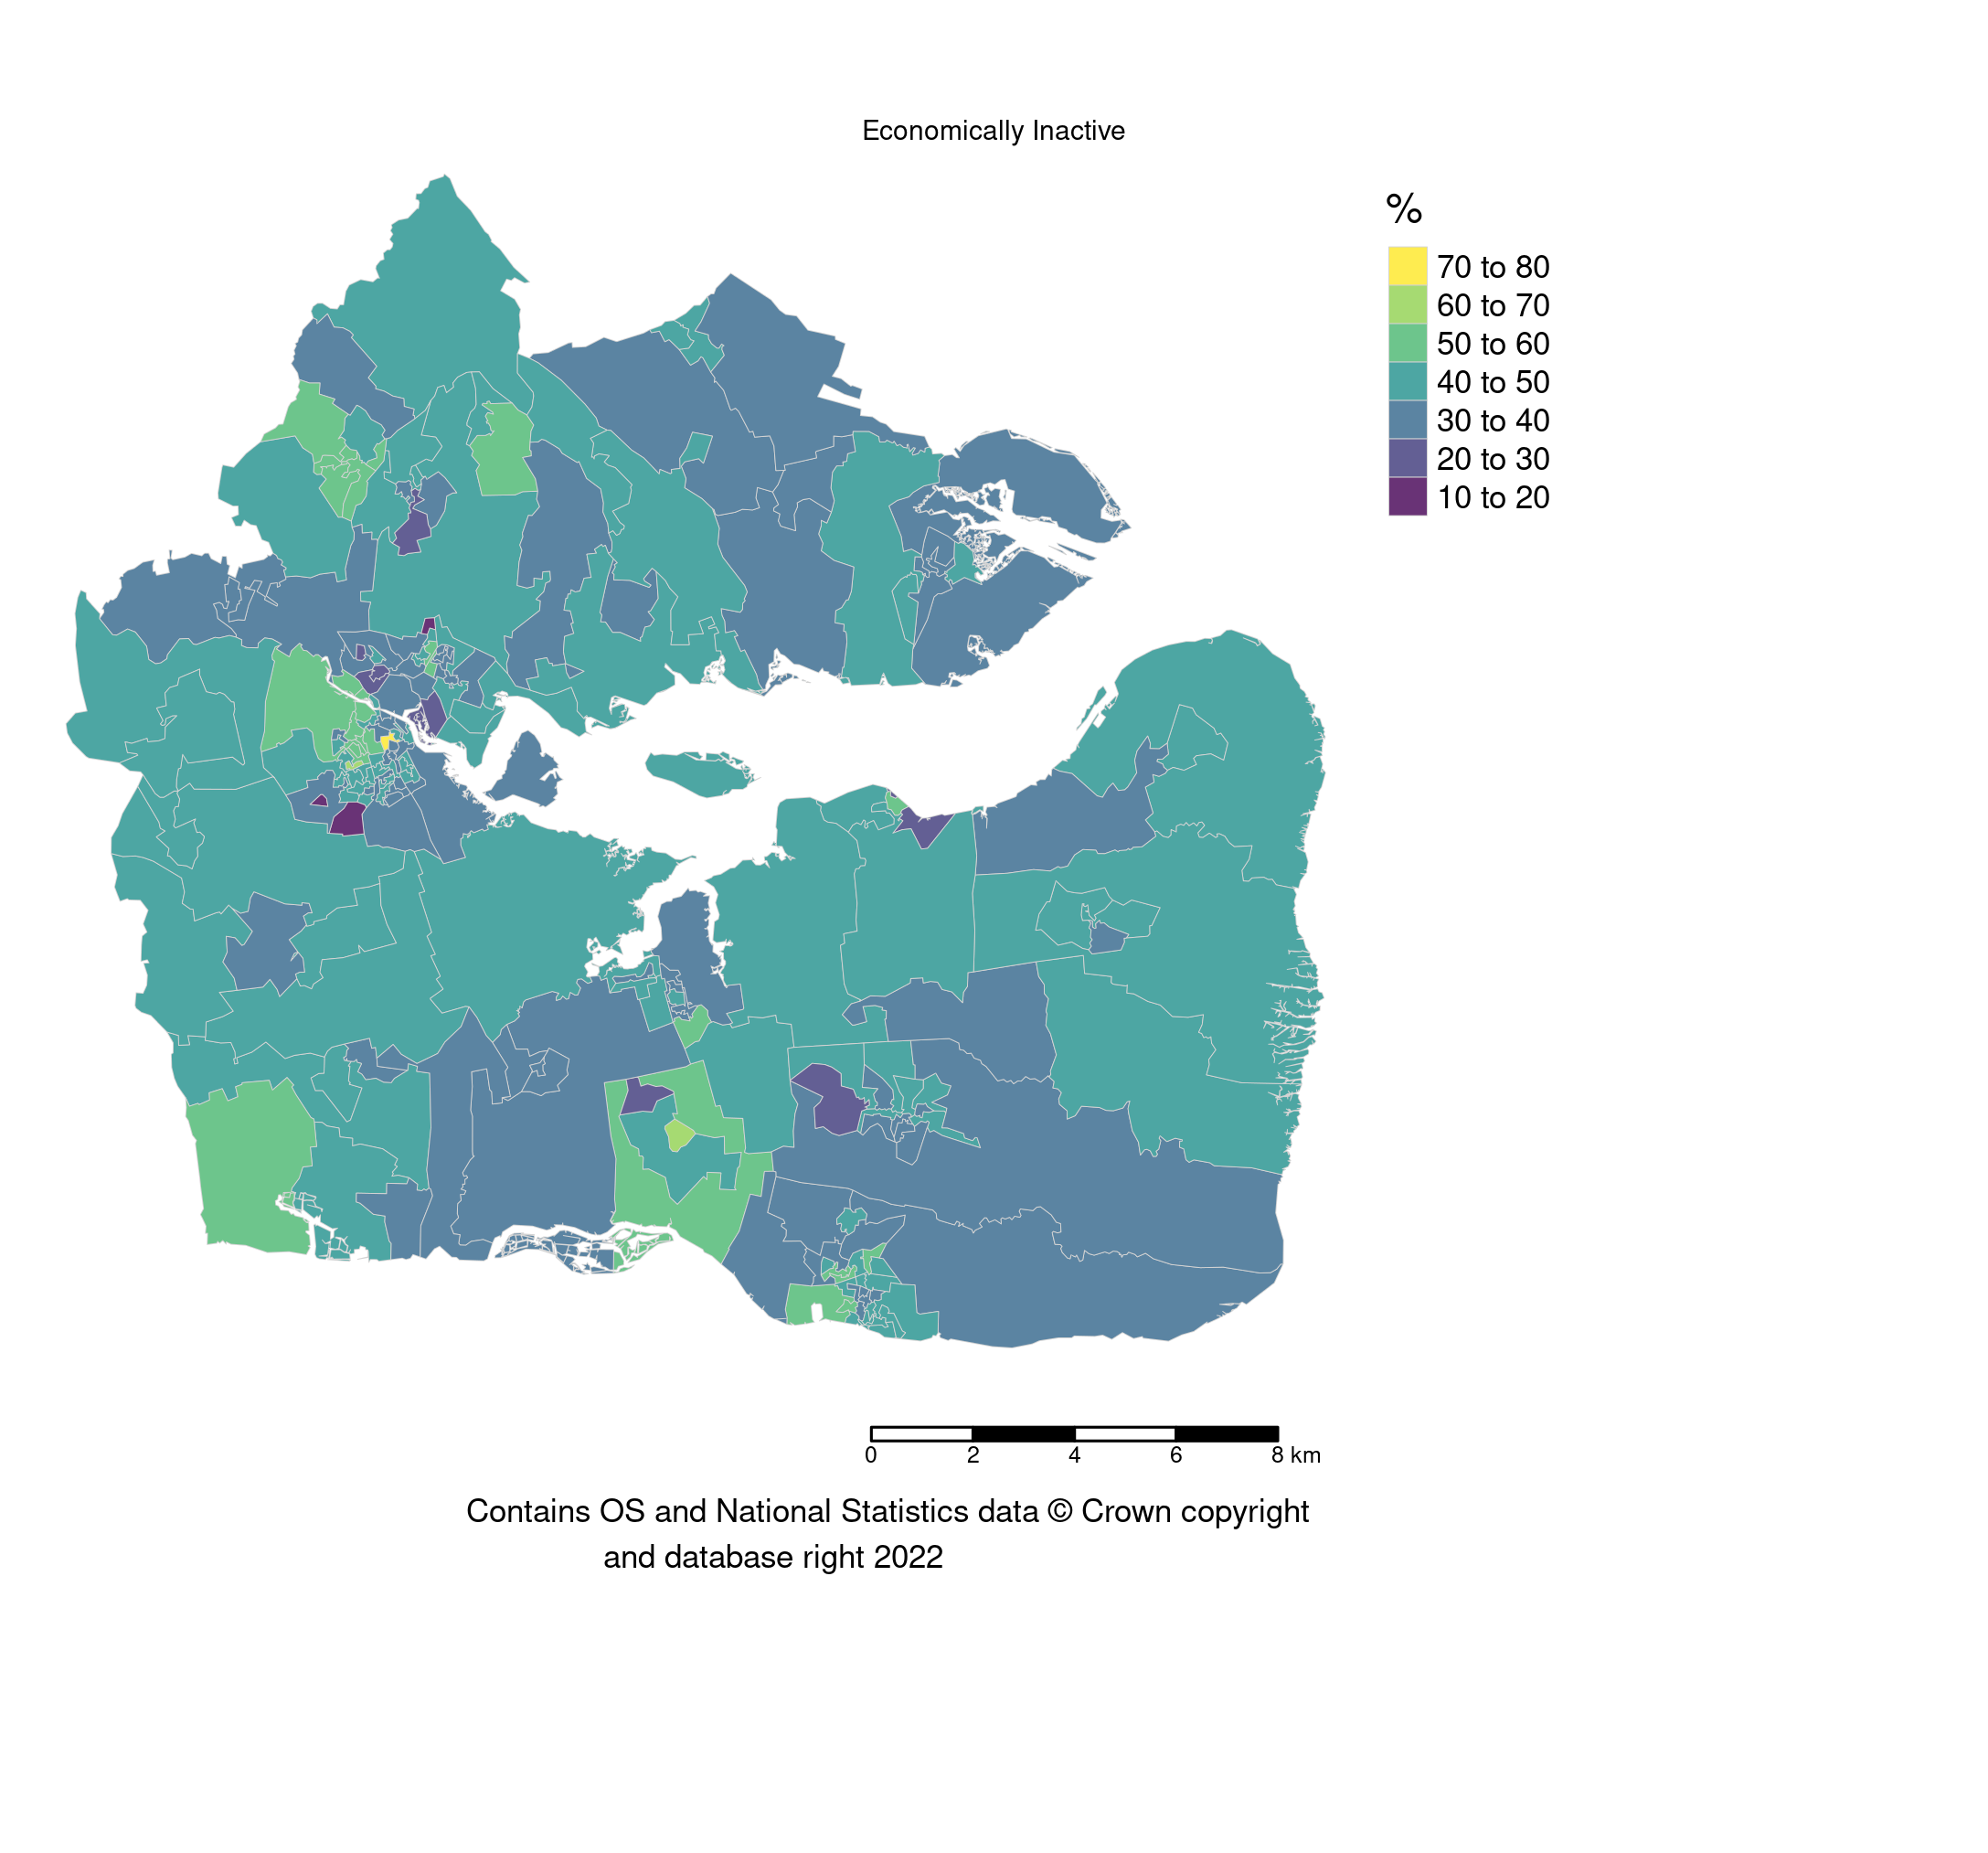 Economically Inactive
%
70 to 80
60 to 70
50 to 60
40 to 50
30 to 40
20 to 30
10 to 20
0 2 4 6 8 km
Contains OS and National Statistics data © Crown copyright
and database right 2022